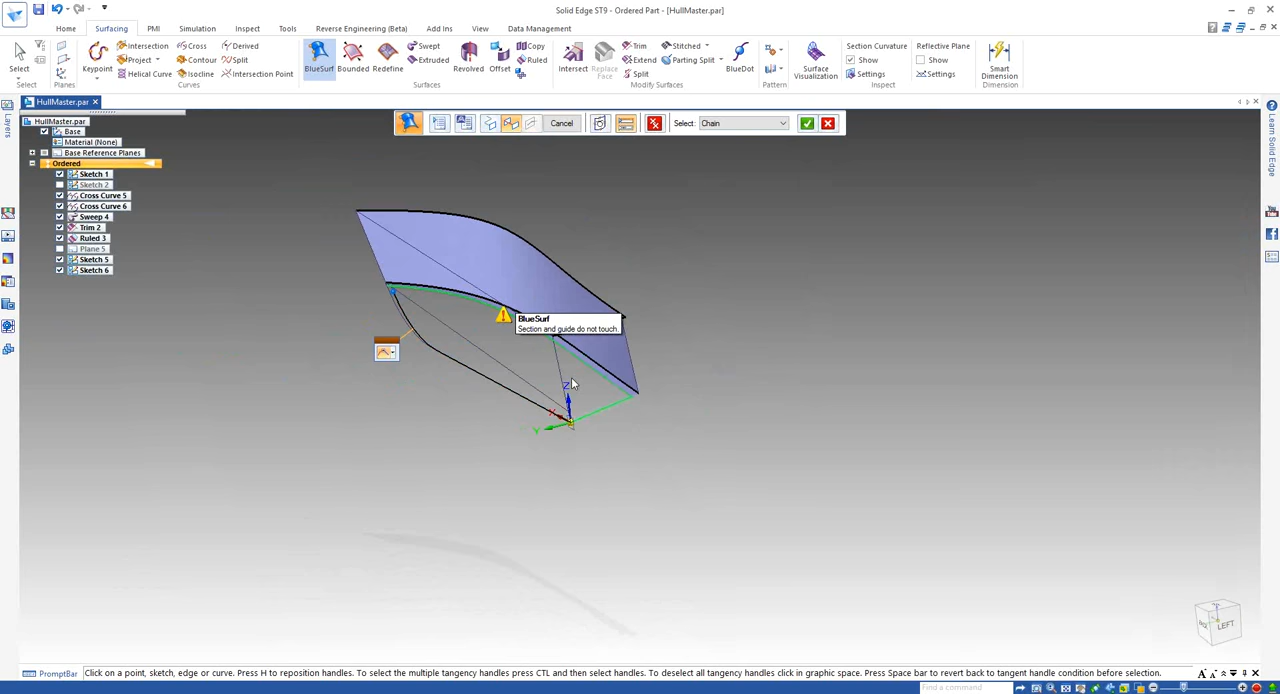 Solid Edge ST9 - Ordered Part - [HullMaster.par]
Home Surfacing PMI Simulation Inspect Tools Reverse Engineering (Beta) Add Ins View Data Management
Select
Select
Planes
Keypoint
Intersection
Project
Helical Curve
Cross
Contour
Isocline
Derived
Split
Intersection Point
Curves
BlueSurf
Bounded
Redefine
Swept
Extruded
Revolved
Offset
Copy
Ruled
Surfaces
Intersect
Replace Face
Trim
Extend
Split
Stitched
Parting Split
BlueDot
Modify Surfaces
Pattern
Surface Visualization
Section Curvature
Show
Settings
Reflective Plane
Show
Settings
Inspect
Smart Dimension
Dimension
HullMaster.par
Cancel
Select:
Chain
HullMaster.par
Base
Material (None)
Base Reference Planes
Ordered
Sketch 1
Sketch 2
Cross Curve 5
Cross Curve 6
Sweep 4
Trim 2
Ruled 3
Plane 5
Sketch 5
Sketch 6
Layers
Learn Solid Edge
BlueSurf
Section and guide do not touch.
Z
X
Y
LEFT
PromptBar
Click on a point, sketch, edge or curve. Press H to reposition handles. To select the multiple tangency handles press CTL and then select handles. To deselect all tangency handles click in graphic space. Press Space bar to revert back to tangent handle condition before selection.
Find a command